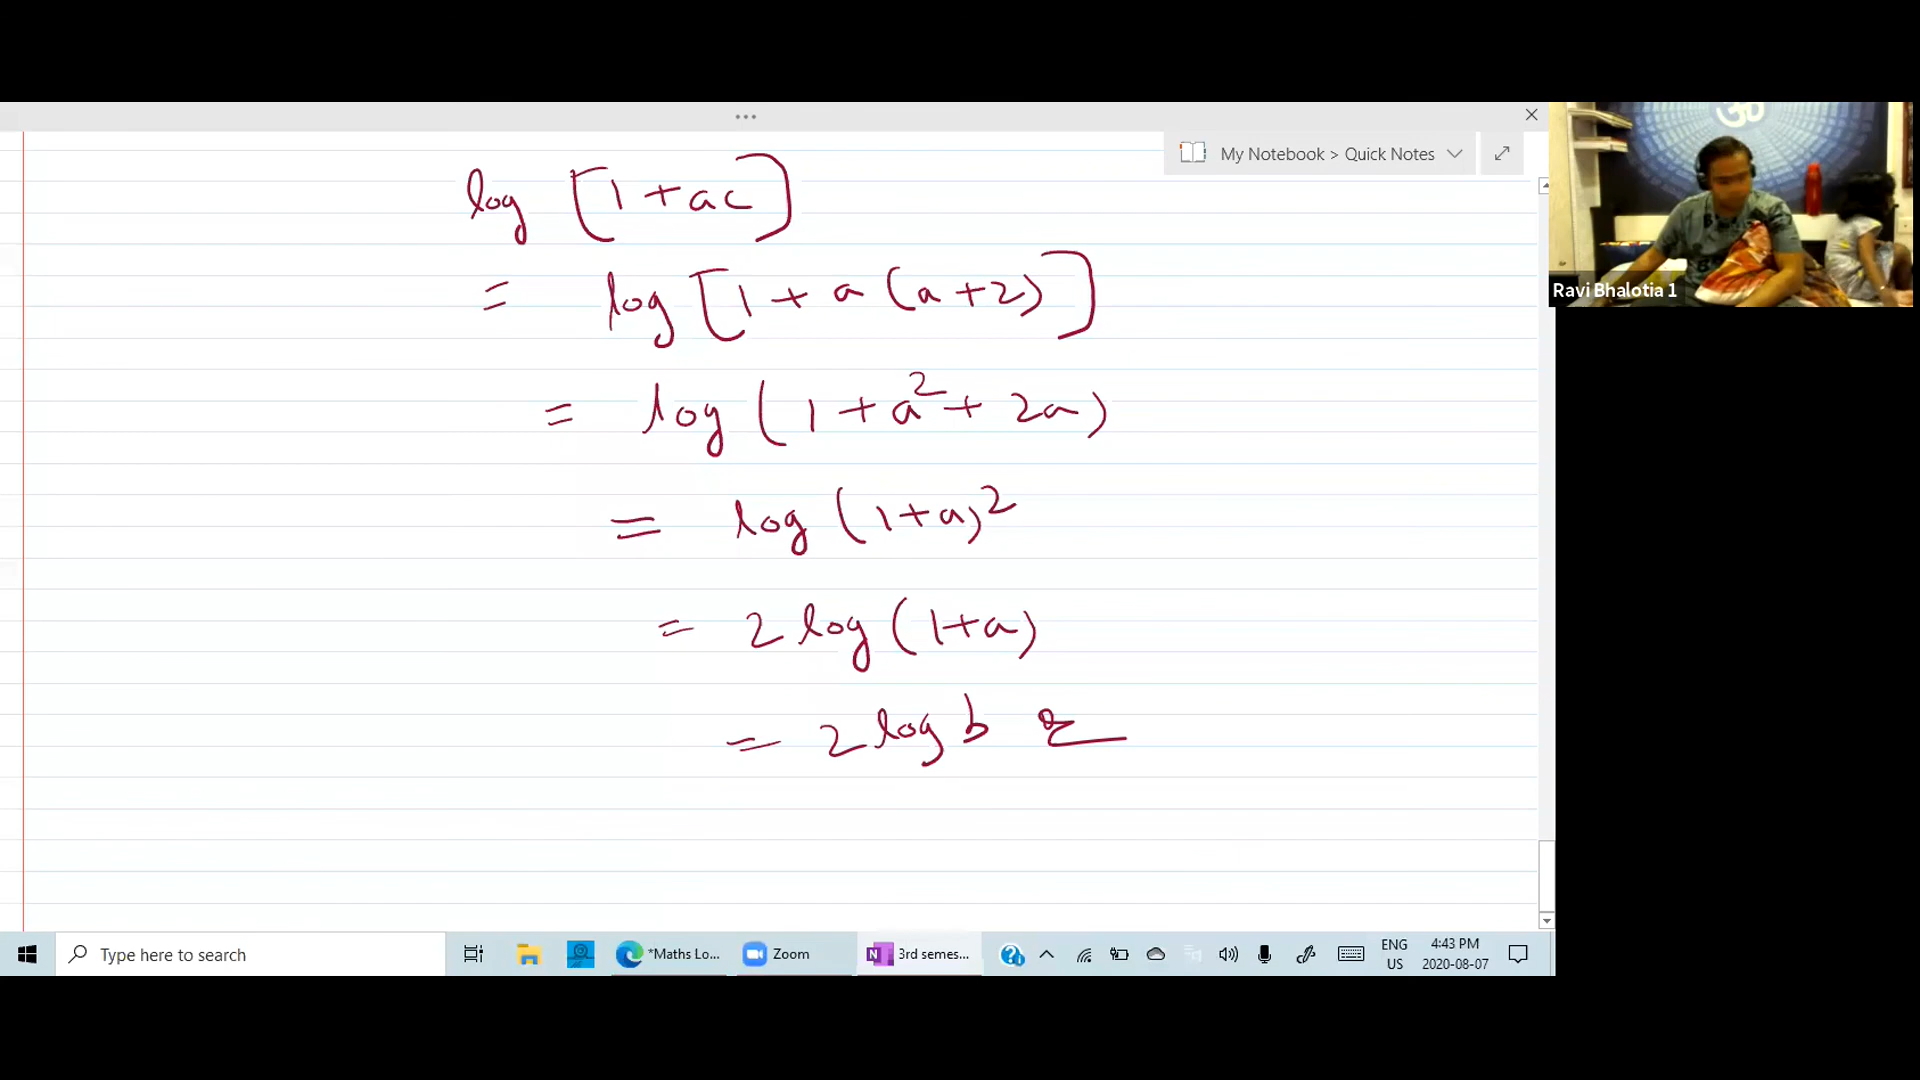 My Notebook > Quick Notes
log [1+ac]
= log [1 + a (a+2)]
= log (1 + a² + 2a)
= log (1+a)²
= 2 log (1+a)
= 2 log b
Ravi Bhalotia 1
Type here to search
*Maths Lo...
Zoom
3rd semes...
ENG
US
4:43 PM
2020-08-07